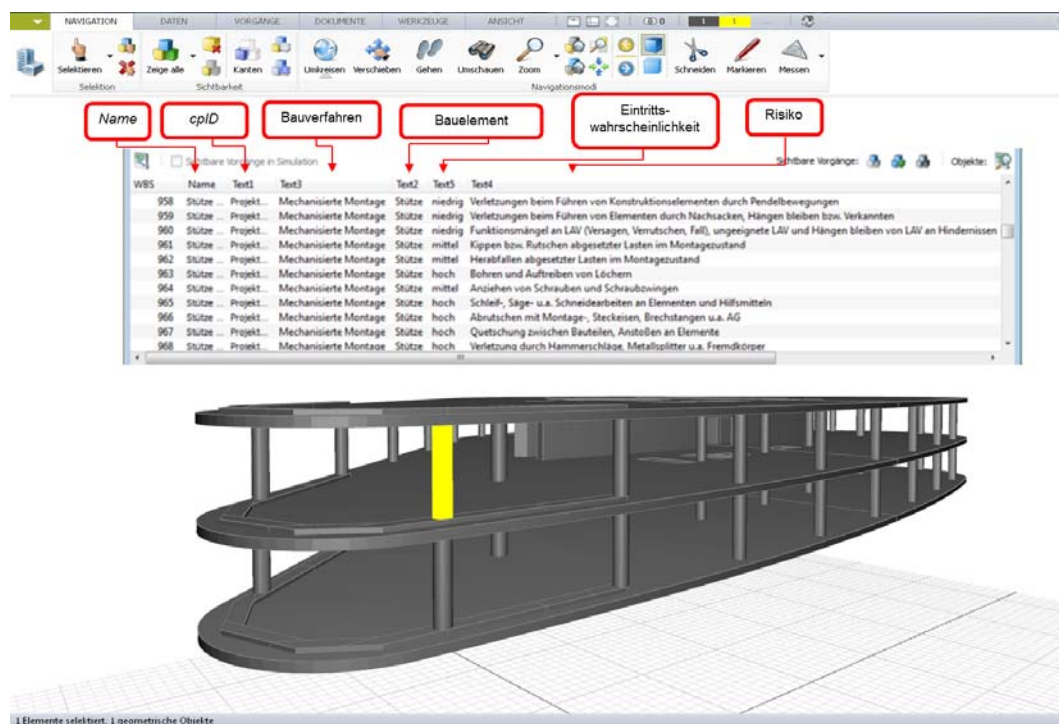 NAVIGATION DATEN VORGÄNGE DOKUMENTE WERKZEUGE ANSICHT 0 1 1 ...
Selektieren Zeige alle Kanten Umkreisen Verschieben Gehen Umschauen Zoom Schneiden Markieren Messen
Selektion Sichtbarkeit Navigationsmodi
Name cpID Bauverfahren Bauelement Eintritts-
wahrscheinlichkeit Risiko
Sichtbare Vorgänge in Simulation Sichtbare Vorgänge: Objekte:
WBS Name Text1 Text3 Text2 Text5 Text4
958 Stütze ... Projekt... Mechanisierte Montage Stütze niedrig Verletzungen beim Führen von Konstruktionselementen durch Pendelbewegungen
959 Stütze ... Projekt... Mechanisierte Montage Stütze niedrig Verletzungen beim Führen von Elementen durch Nachsacken, Hängen bleiben bzw. Verkannten
960 Stütze ... Projekt... Mechanisierte Montage Stütze niedrig Funktionsmängel an LAV (Versagen, Verrutschen, Fall), ungeeignete LAV und Hängen bleiben von LAV an Hindernissen
961 Stütze ... Projekt... Mechanisierte Montage Stütze mittel Kippen bzw. Rutschen abgesetzter Lasten im Montagezustand
962 Stütze ... Projekt... Mechanisierte Montage Stütze mittel Herabfallen abgesetzter Lasten im Montagezustand
963 Stütze ... Projekt... Mechanisierte Montage Stütze hoch Bohren und Auftreiben von Löchern
964 Stütze ... Projekt... Mechanisierte Montage Stütze mittel Anziehen von Schrauben und Schraubzwingen
965 Stütze ... Projekt... Mechanisierte Montage Stütze hoch Schleif-, Säge- u.a. Schneidearbeiten an Elementen und Hilfsmitteln
966 Stütze ... Projekt... Mechanisierte Montage Stütze hoch Abrutschen mit Montage-, Steckeisen, Brechstangen u.a. AG
967 Stütze ... Projekt... Mechanisierte Montage Stütze hoch Quetschung zwischen Bauteilen, Anstoßen an Elemente
968 Stütze ... Projekt... Mechanisierte Montage Stütze hoch Verletzung durch Hammerschläge, Metallsplitter u.a. Fremdkörper
1 Elemente selektiert, 1 geometrische Objekte